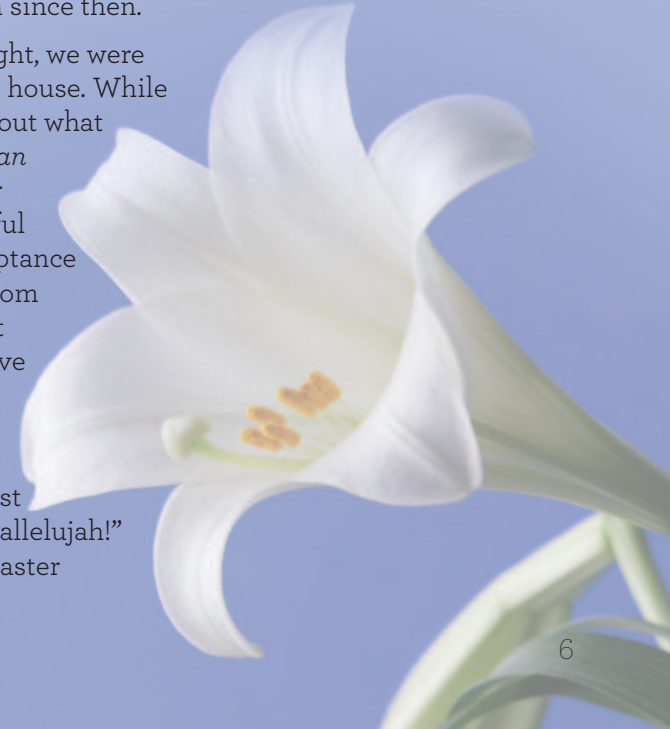 since then.
ght, we were
house. While
out what
an
ful
ptance
om
t
ve
st
allelujah!”
aster
6